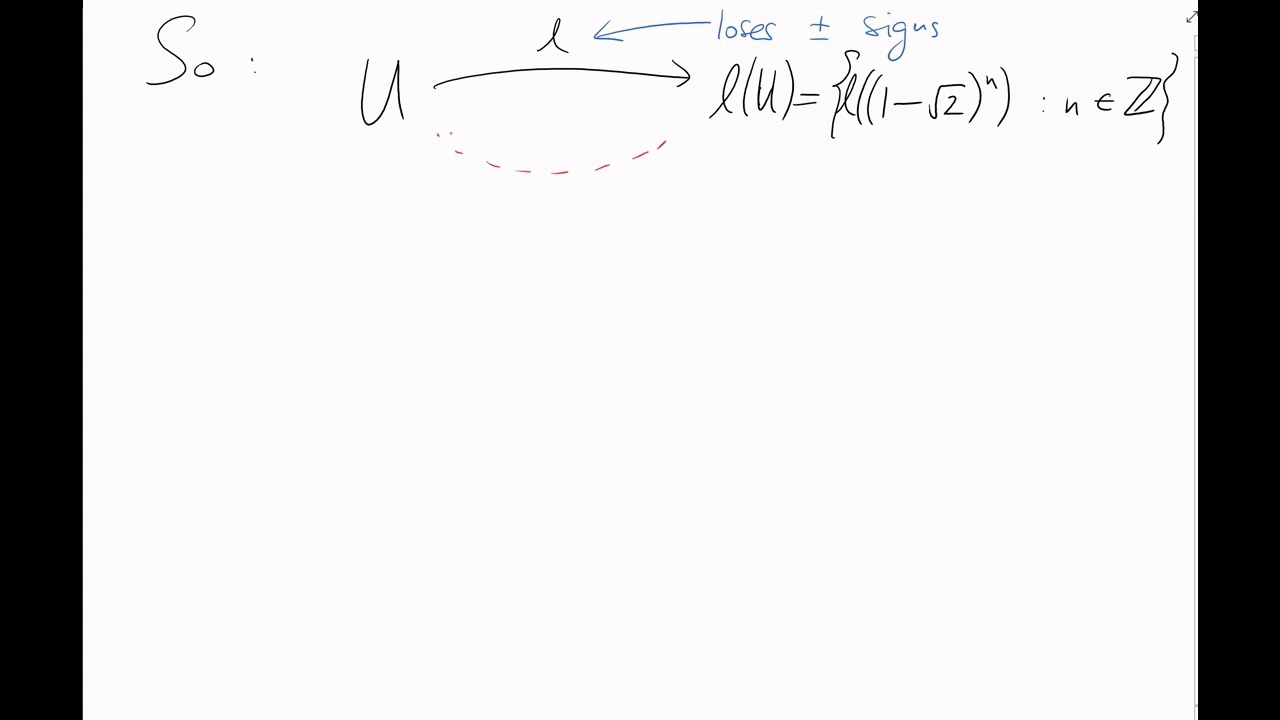 So :
l ← loses ± signs
U → l(U) = {l((1-√2)ⁿ) : n ∈ ℤ}